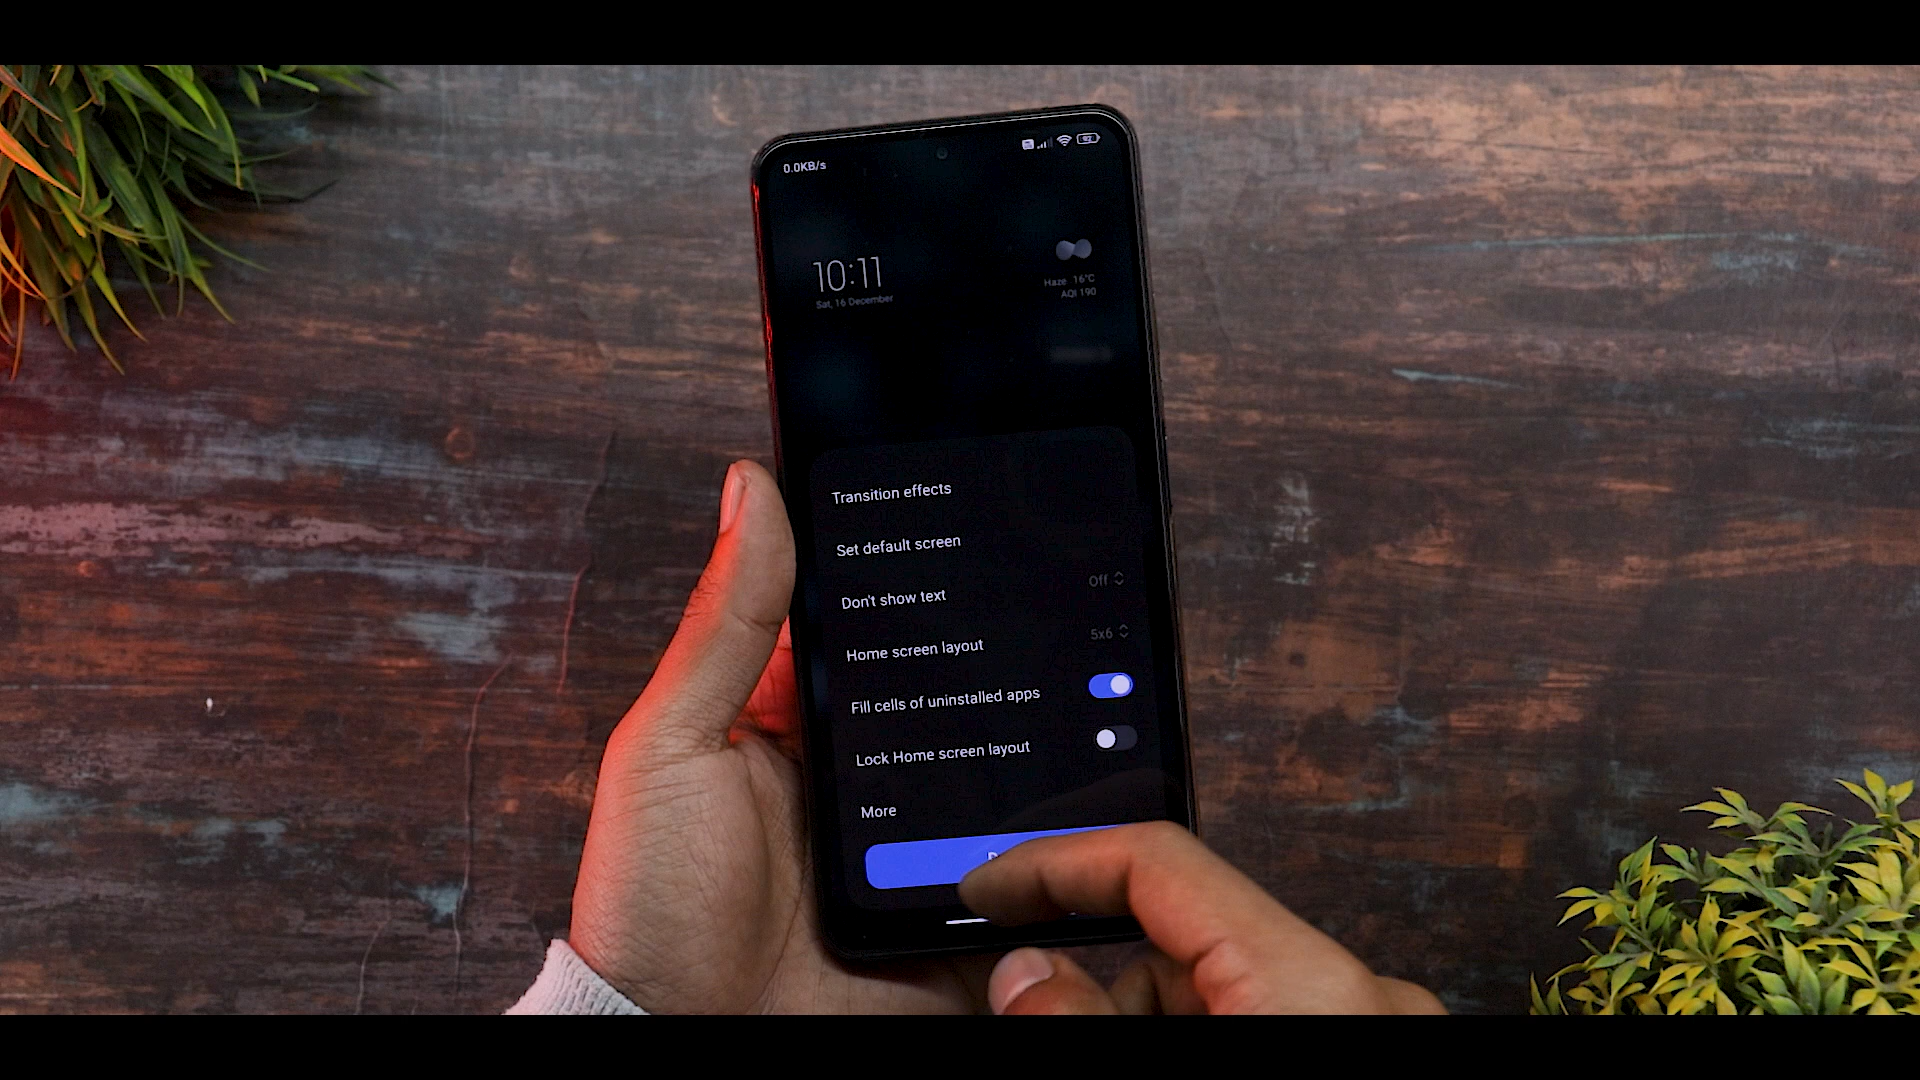 0.0KB/s
92
10:11
Sat, 16 December
Haze 16°C
AQI 190
Transition effects
Set default screen
Don't show text
Off
Home screen layout
5x6
Fill cells of uninstalled apps
Lock Home screen layout
More